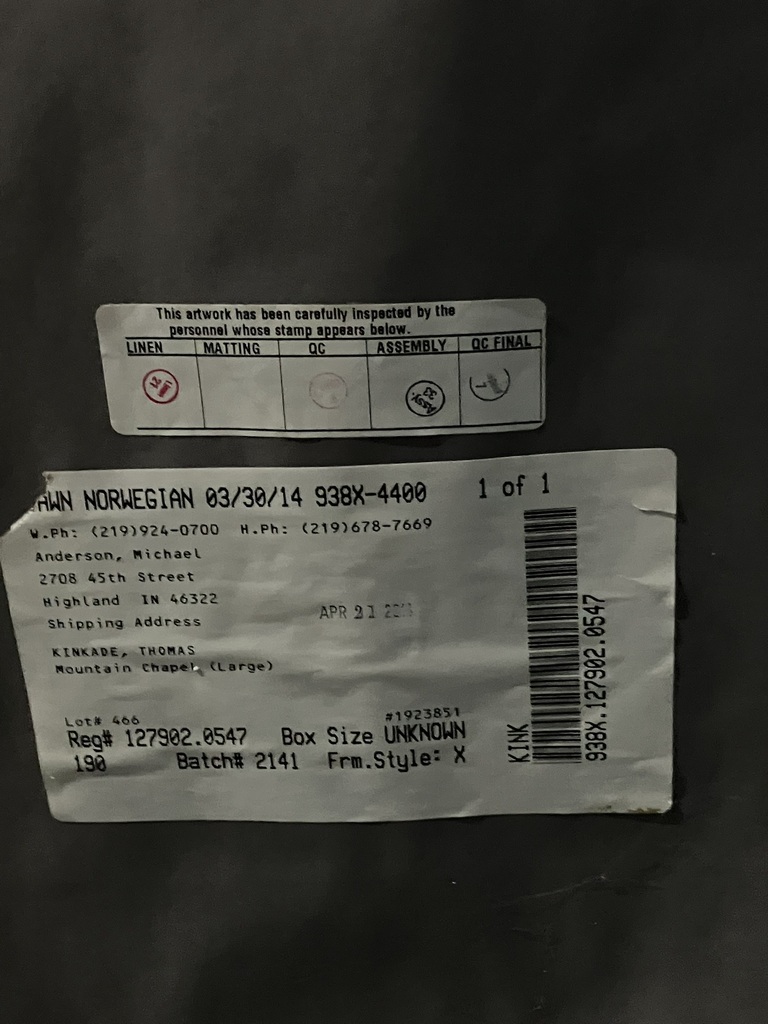 This artwork has been carefully inspected by the
personnel whose stamp appears below.
LINEN MATTING QC ASSEMBLY QC FINAL
ASSY. 33
NORWEGIAN 03/30/14 938X-4400 1 of 1
W.Ph: (219)924-0700 H.Ph: (219)678-7669
Anderson, Michael
2708 45th Street
Highland IN 46322
Shipping Address
APR 21
KINKADE, THOMAS
Mountain Chapel (Large)
Lot# 466 #1923851
Reg# 127902.0547 Box Size UNKNOWN
190 Batch# 2141 Frm.Style: X
KINK
938X.127902.0547